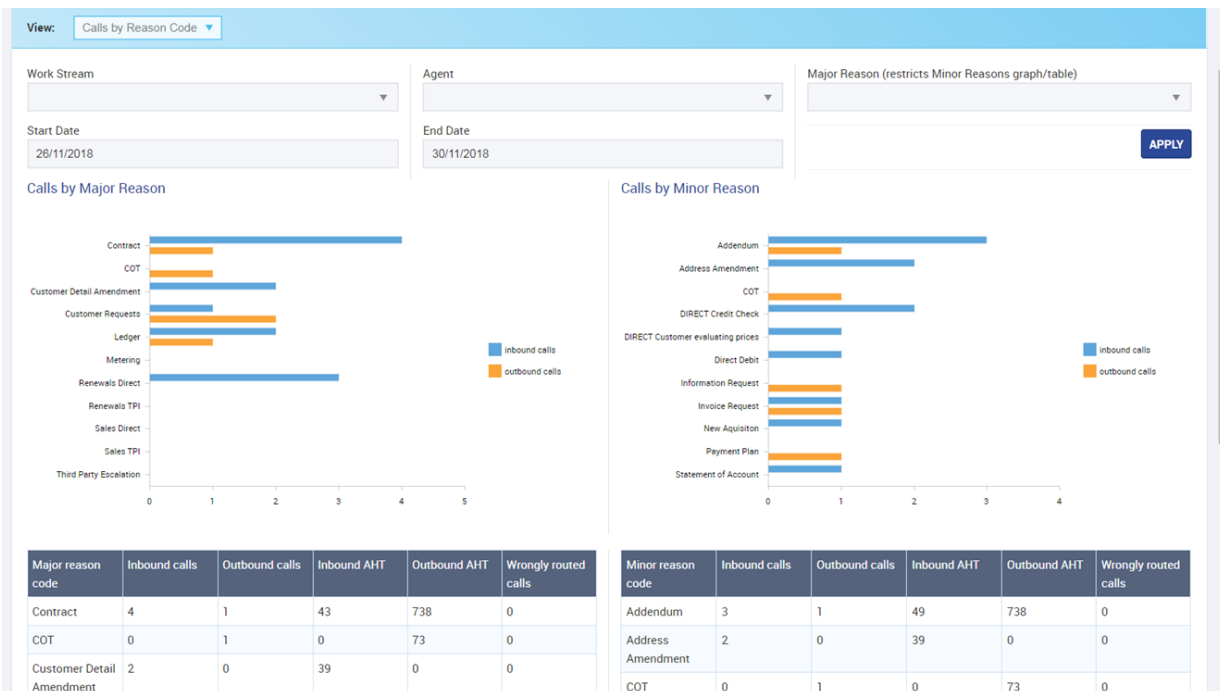 View: Calls by Reason Code
Work Stream Agent Major Reason (restricts Minor Reasons graph/table)
Start Date End Date
26/11/2018 30/11/2018 APPLY
Calls by Major Reason
Contract
COT
Customer Detail Amendment
Customer Requests
Ledger
Metering
Renewals Direct
Renewals TPI
Sales Direct
Sales TPI
Third Party Escalation
0 1 2 3 4 5
inbound calls
outbound calls
Calls by Minor Reason
Addendum
Address Amendment
COT
DIRECT Credit Check
DIRECT Customer evaluating prices
Direct Debit
Information Request
Invoice Request
New Aquisiton
Payment Plan
Statement of Account
0 1 2 3 4
inbound calls
outbound calls
Major reason code Inbound calls Outbound calls Inbound AHT Outbound AHT Wrongly routed calls
Contract 4 1 43 738 0
COT 0 1 0 73 0
Customer Detail Amendment 2 0 39 0 0
Minor reason code Inbound calls Outbound calls Inbound AHT Outbound AHT Wrongly routed calls
Addendum 3 1 49 738 0
Address Amendment 2 0 39 0 0
COT 0 1 0 73 0